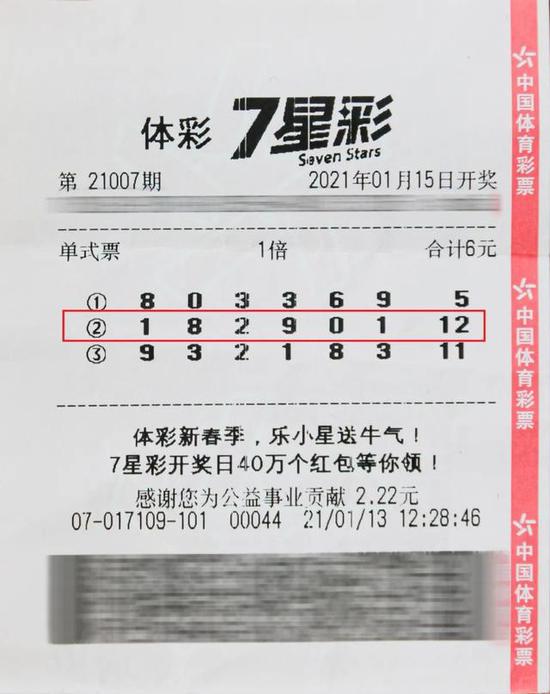 体彩 7星彩
Seven Stars
第 21007期 2021年01月15日开奖
单式票 1倍 合计6元
① 8 0 3 3 6 9 5
② 1 8 2 9 0 1 12
③ 9 3 2 1 8 3 11
体彩新春季，乐小星送牛气！
7星彩开奖日40万个红包等你领！
感谢您为公益事业贡献 2.22元
07-017109-101 00044 21/01/13 12:28:46
中国体育彩票
中国体育彩票
中国体育彩票